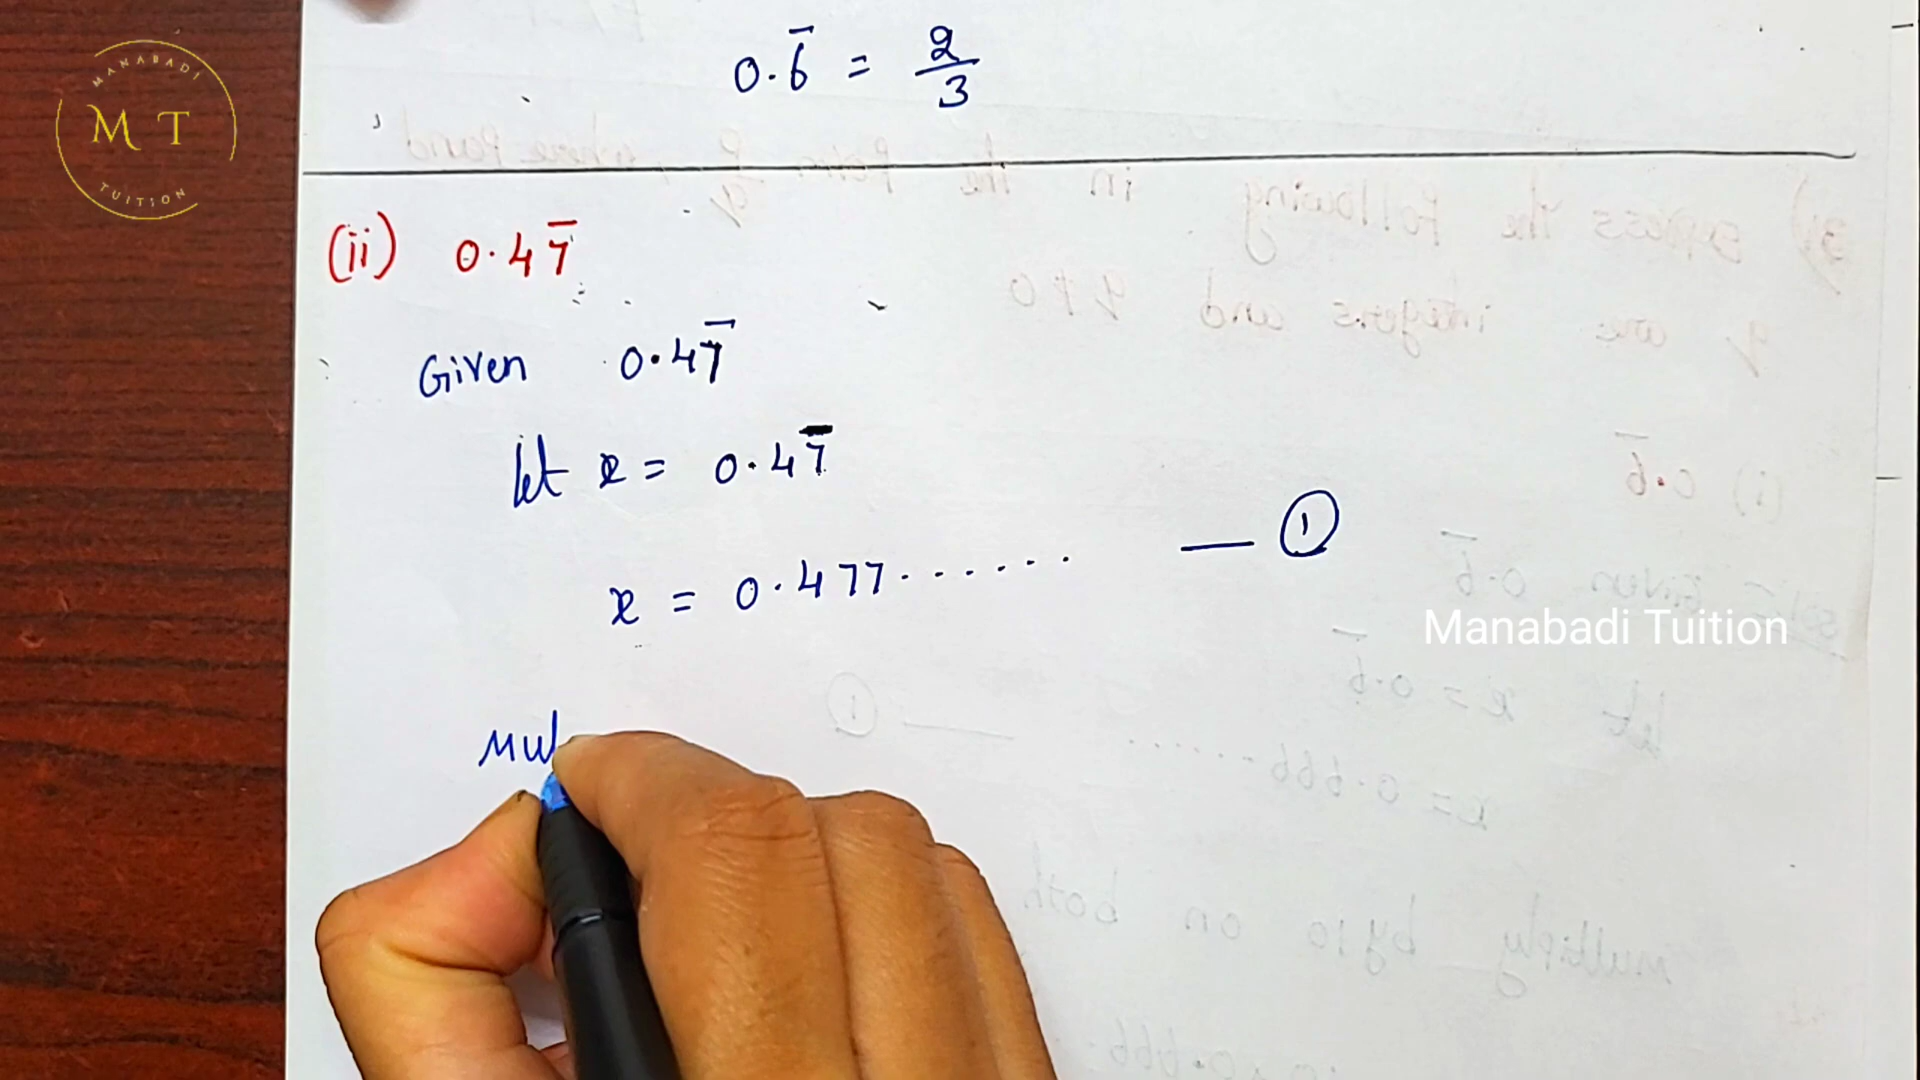 MANABADI
M T
TUITION
0.6̅ = 2/3
(ii) 0.47̅
Given 0.47̅
let x = 0.47̅
x = 0.477...... — ①
Manabadi Tuition
mul